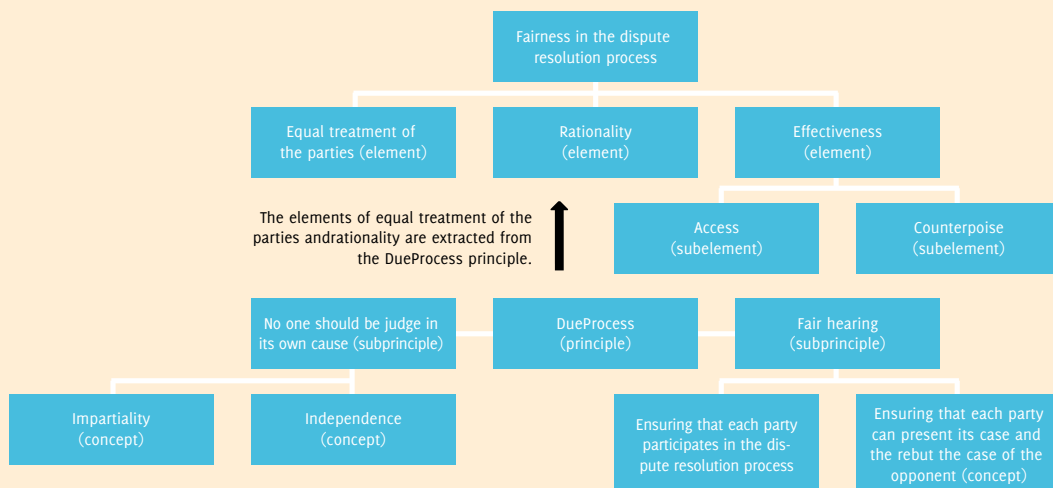 Fairness in the dispute
resolution process
Equal treatment of
the parties (element)
Rationality
(element)
Effectiveness
(element)
The elements of equal treatment of the
parties andrationality are extracted from
the DueProcess principle.
Access
(subelement)
Counterpoise
(subelement)
No one should be judge in
its own cause (subprinciple)
DueProcess
(principle)
Fair hearing
(subprinciple)
Impartiality
(concept)
Independence
(concept)
Ensuring that each party
participates in the dis-
pute resolution process
Ensuring that each party
can present its case and
the rebut the case of the
opponent (concept)